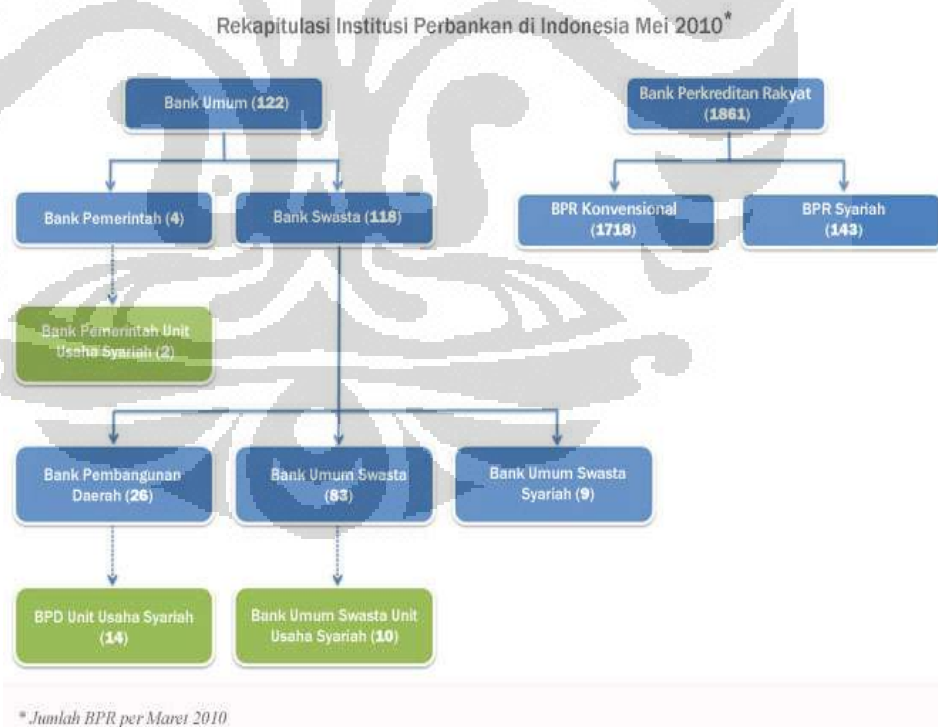 Rekapitulasi Institusi Perbankan di Indonesia Mei 2010*
Bank Umum (122)
Bank Perkreditan Rakyat
(1861)
Bank Pemerintah (4)
Bank Swasta (118)
BPR Konvensional
(1718)
BPR Syariah
(143)
Bank Pemerintah Unit
Usaha Syariah (2)
Bank Pembangunan
Daerah (26)
Bank Umum Swasta
(83)
Bank Umum Swasta
Syariah (9)
BPD Unit Usaha Syariah
(14)
Bank Umum Swasta Unit
Usaha Syariah (10)
* Jumlah BPR per Maret 2010